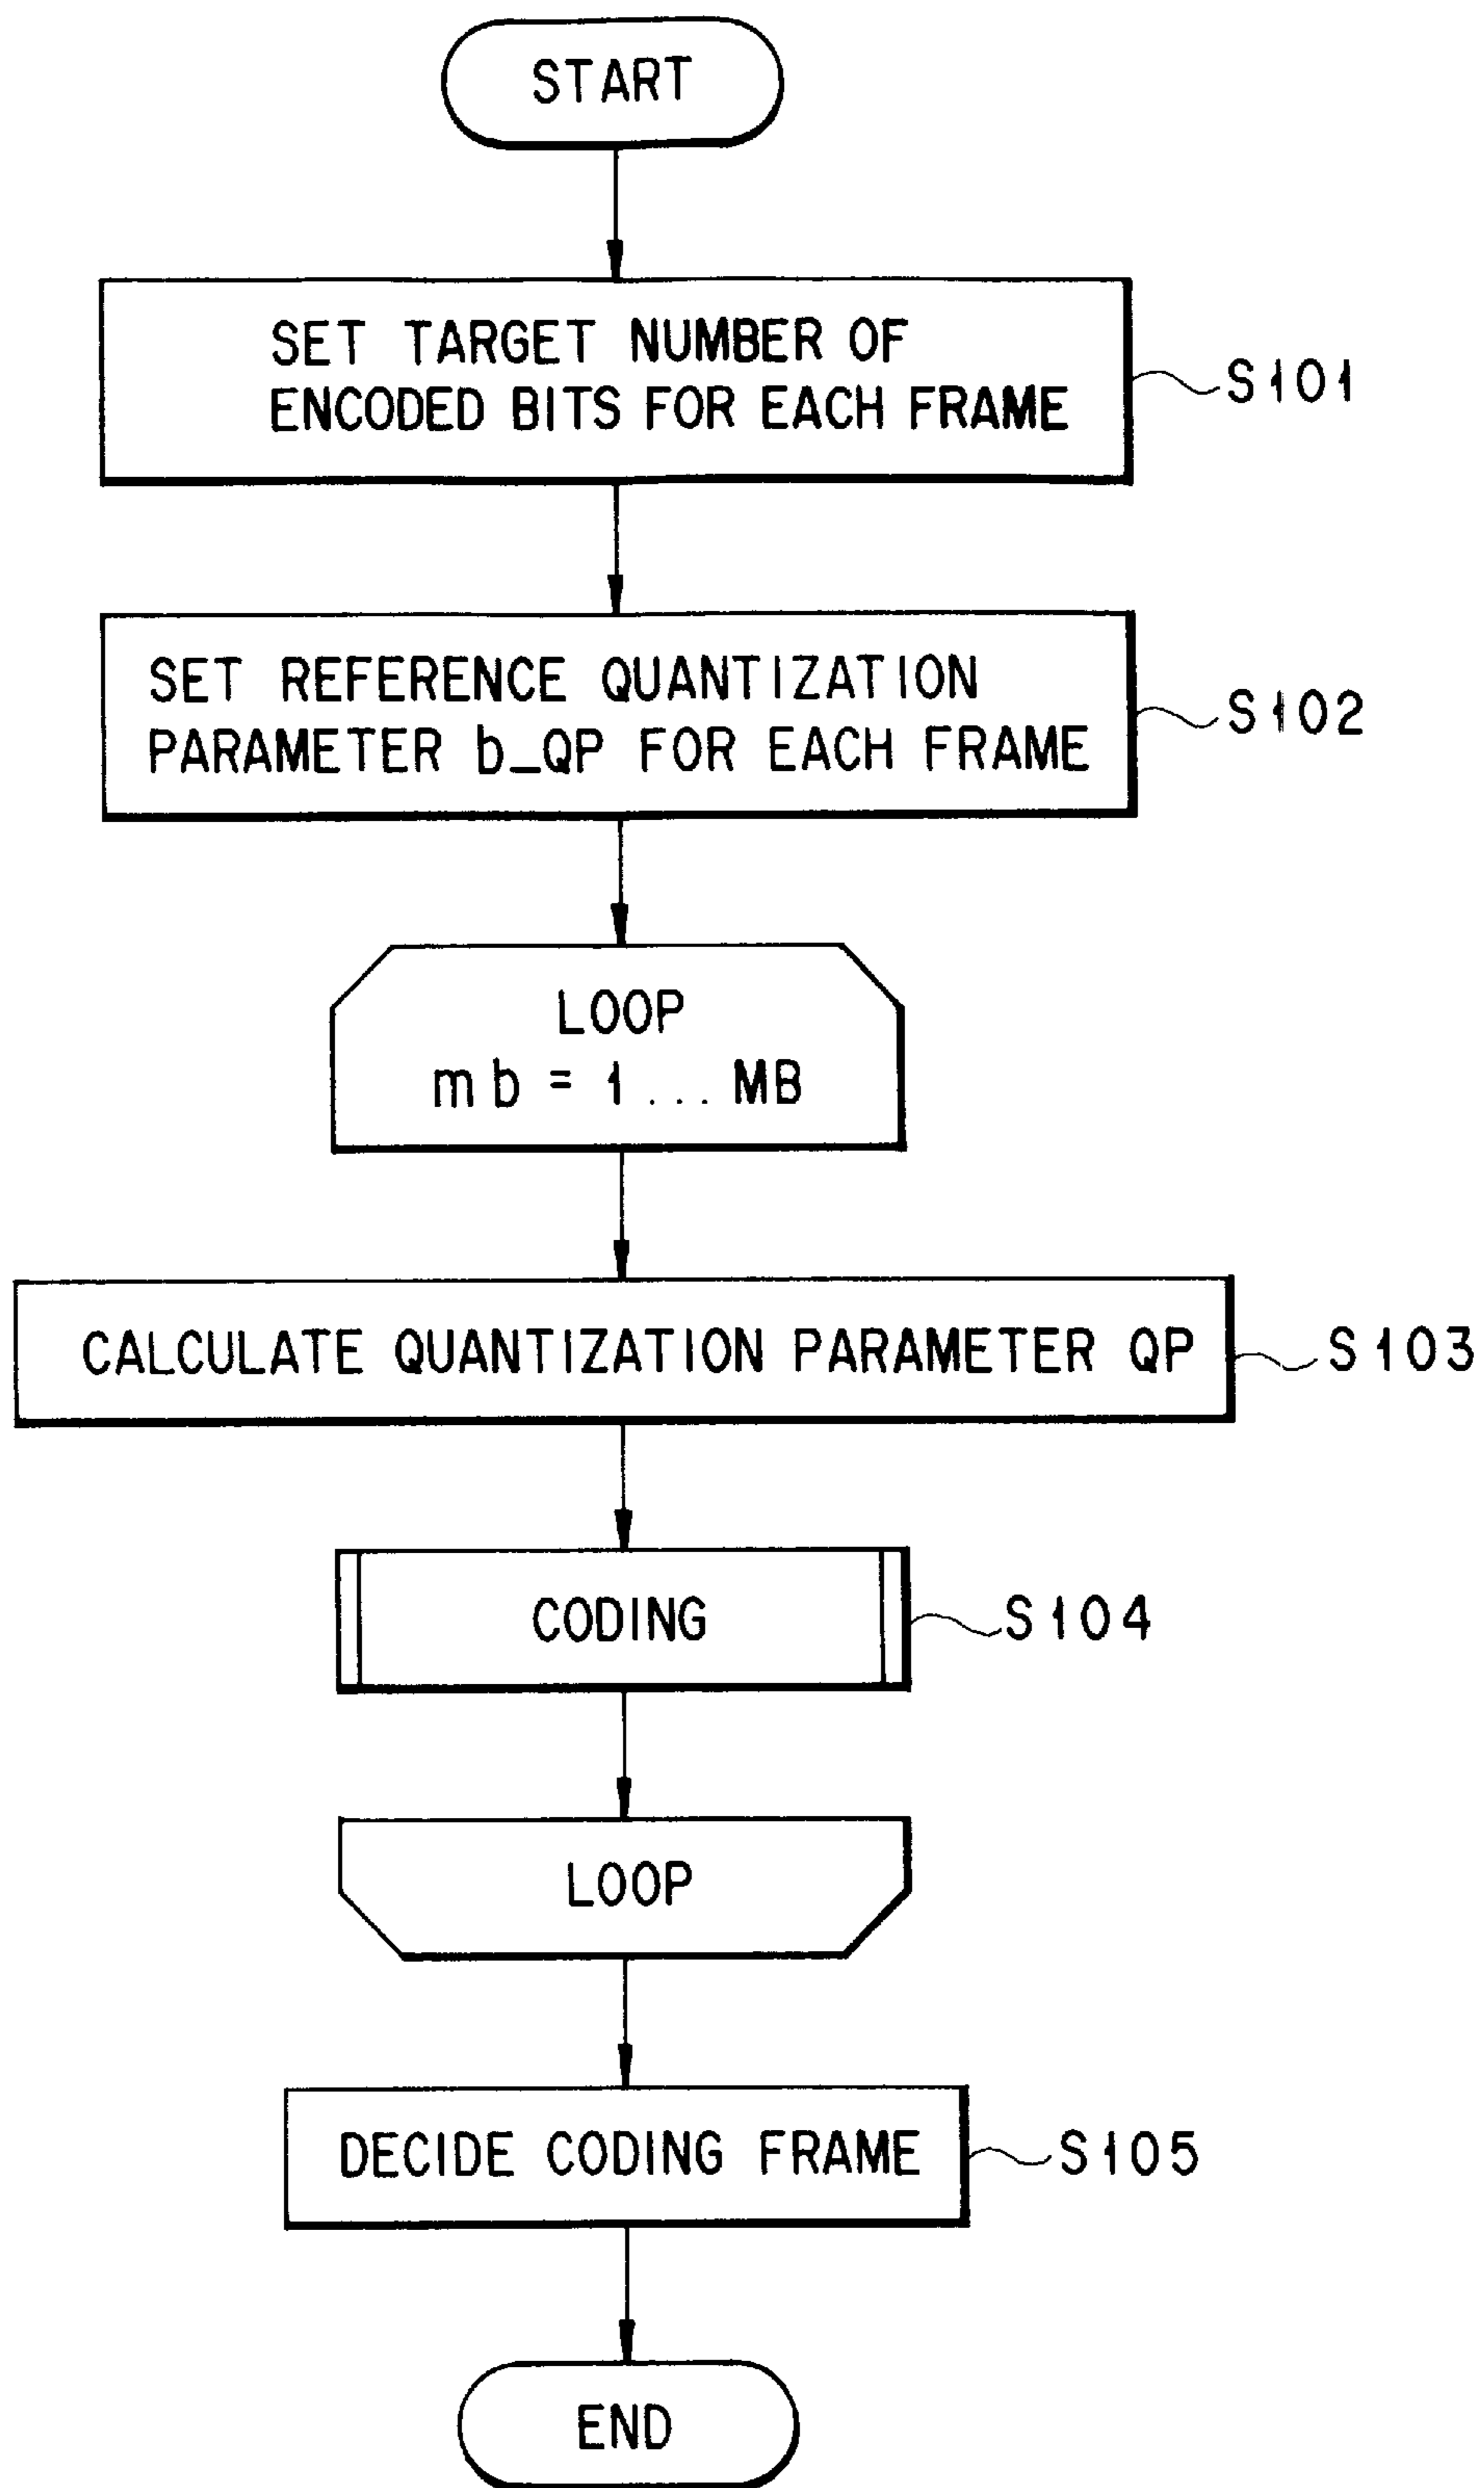 START
SET TARGET NUMBER OF
ENCODED BITS FOR EACH FRAME
S101
SET REFERENCE QUANTIZATION
PARAMETER b_QP FOR EACH FRAME
S102
LOOP
mb = 1 ... MB
CALCULATE QUANTIZATION PARAMETER QP
S103
CODING
S104
LOOP
DECIDE CODING FRAME
S105
END